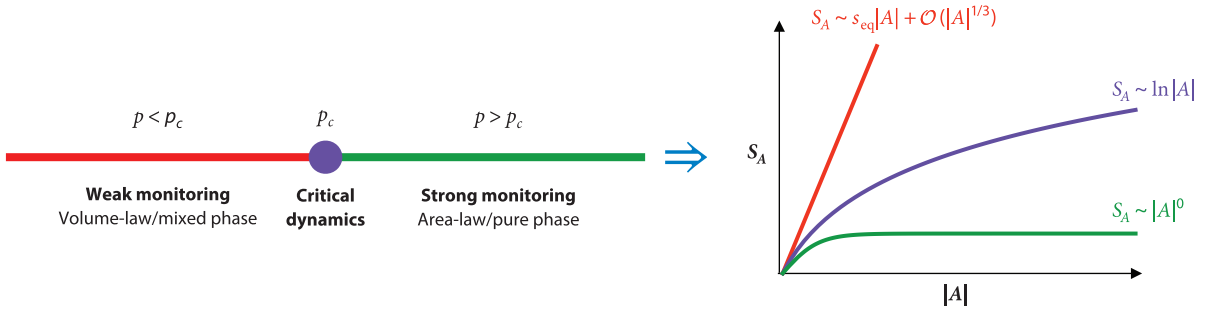 p < p_c
p_c
p > p_c
Weak monitoring
Volume-law/mixed phase
Critical
dynamics
Strong monitoring
Area-law/pure phase
⇒
S_A ~ s_eq|A| + 𝒪(|A|^{1/3})
S_A ~ ln|A|
S_A
S_A ~ |A|^0
|A|